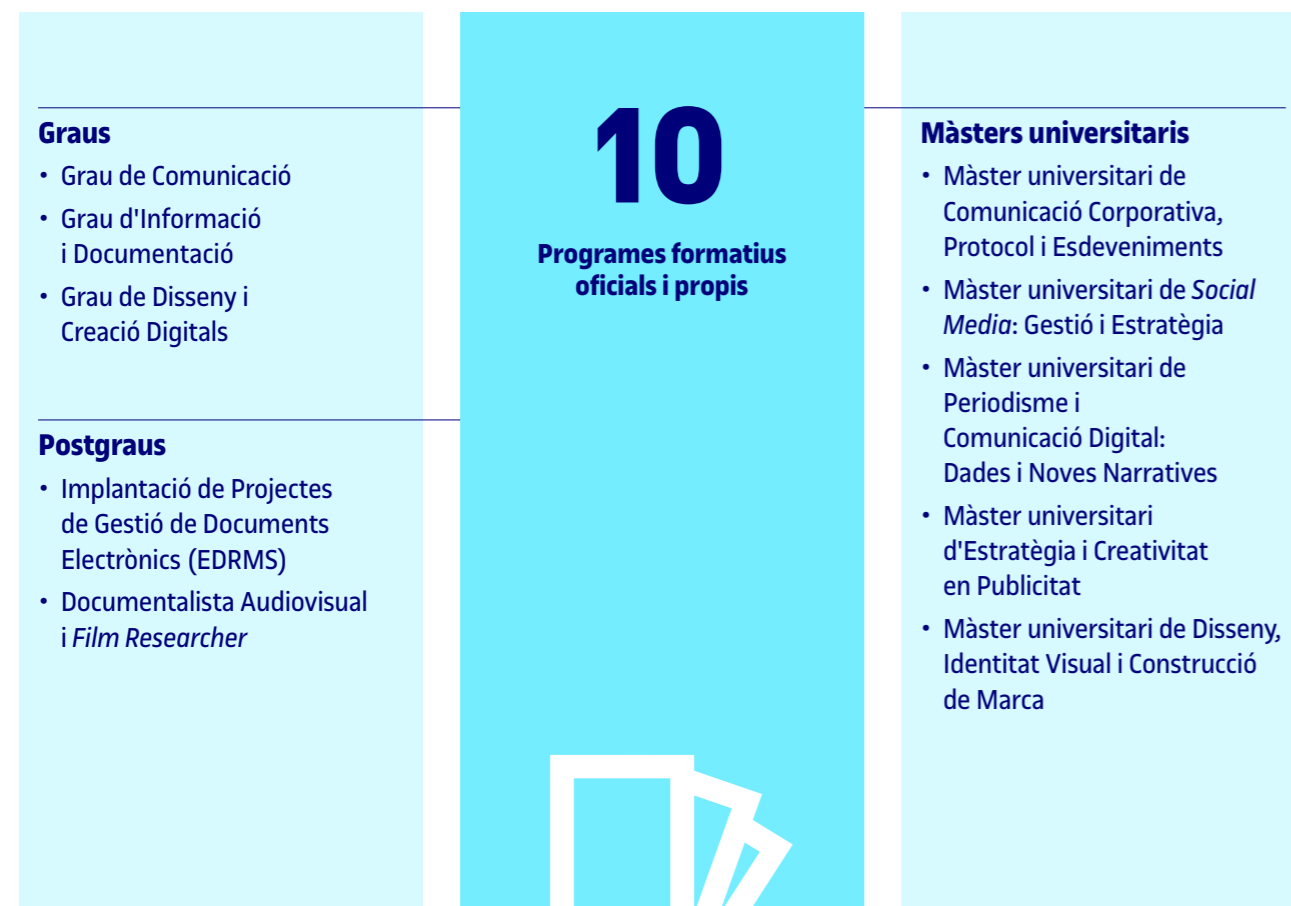 Graus
• Grau de Comunicació
• Grau d'Informació
i Documentació
• Grau de Disseny i
Creació Digitals
Postgraus
• Implantació de Projectes
de Gestió de Documents
Electrònics (EDRMS)
• Documentalista Audiovisual
i Film Researcher
10
Programes formatius
oficials i propis
Màsters universitaris
• Màster universitari de
Comunicació Corporativa,
Protocol i Esdeveniments
• Màster universitari de Social
Media: Gestió i Estratègia
• Màster universitari de
Periodisme i
Comunicació Digital:
Dades i Noves Narratives
• Màster universitari
d'Estratègia i Creativitat
en Publicitat
• Màster universitari de Disseny,
Identitat Visual i Construcció
de Marca